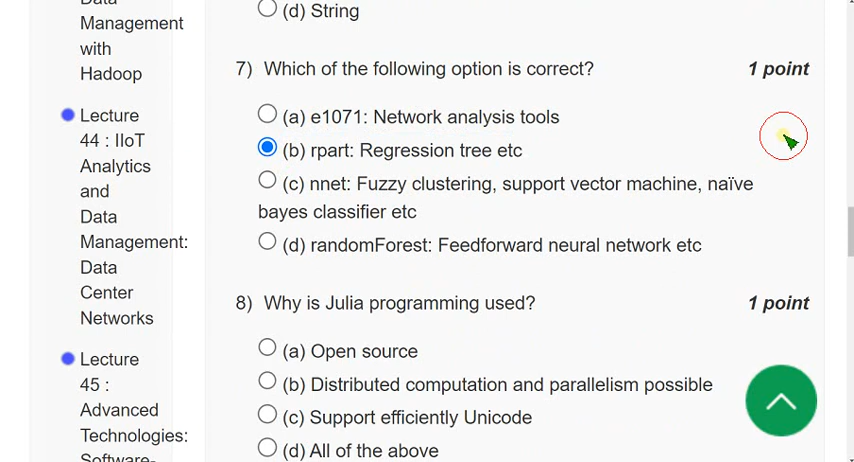 Management
with
Hadoop
Lecture
44 : IIoT
Analytics
and
Data
Management:
Data
Center
Networks
Lecture
45 :
Advanced
Technologies:
Software-
(d) String
7) Which of the following option is correct? 1 point
(a) e1071: Network analysis tools
(b) rpart: Regression tree etc
(c) nnet: Fuzzy clustering, support vector machine, naïve
bayes classifier etc
(d) randomForest: Feedforward neural network etc
8) Why is Julia programming used? 1 point
(a) Open source
(b) Distributed computation and parallelism possible
(c) Support efficiently Unicode
(d) All of the above